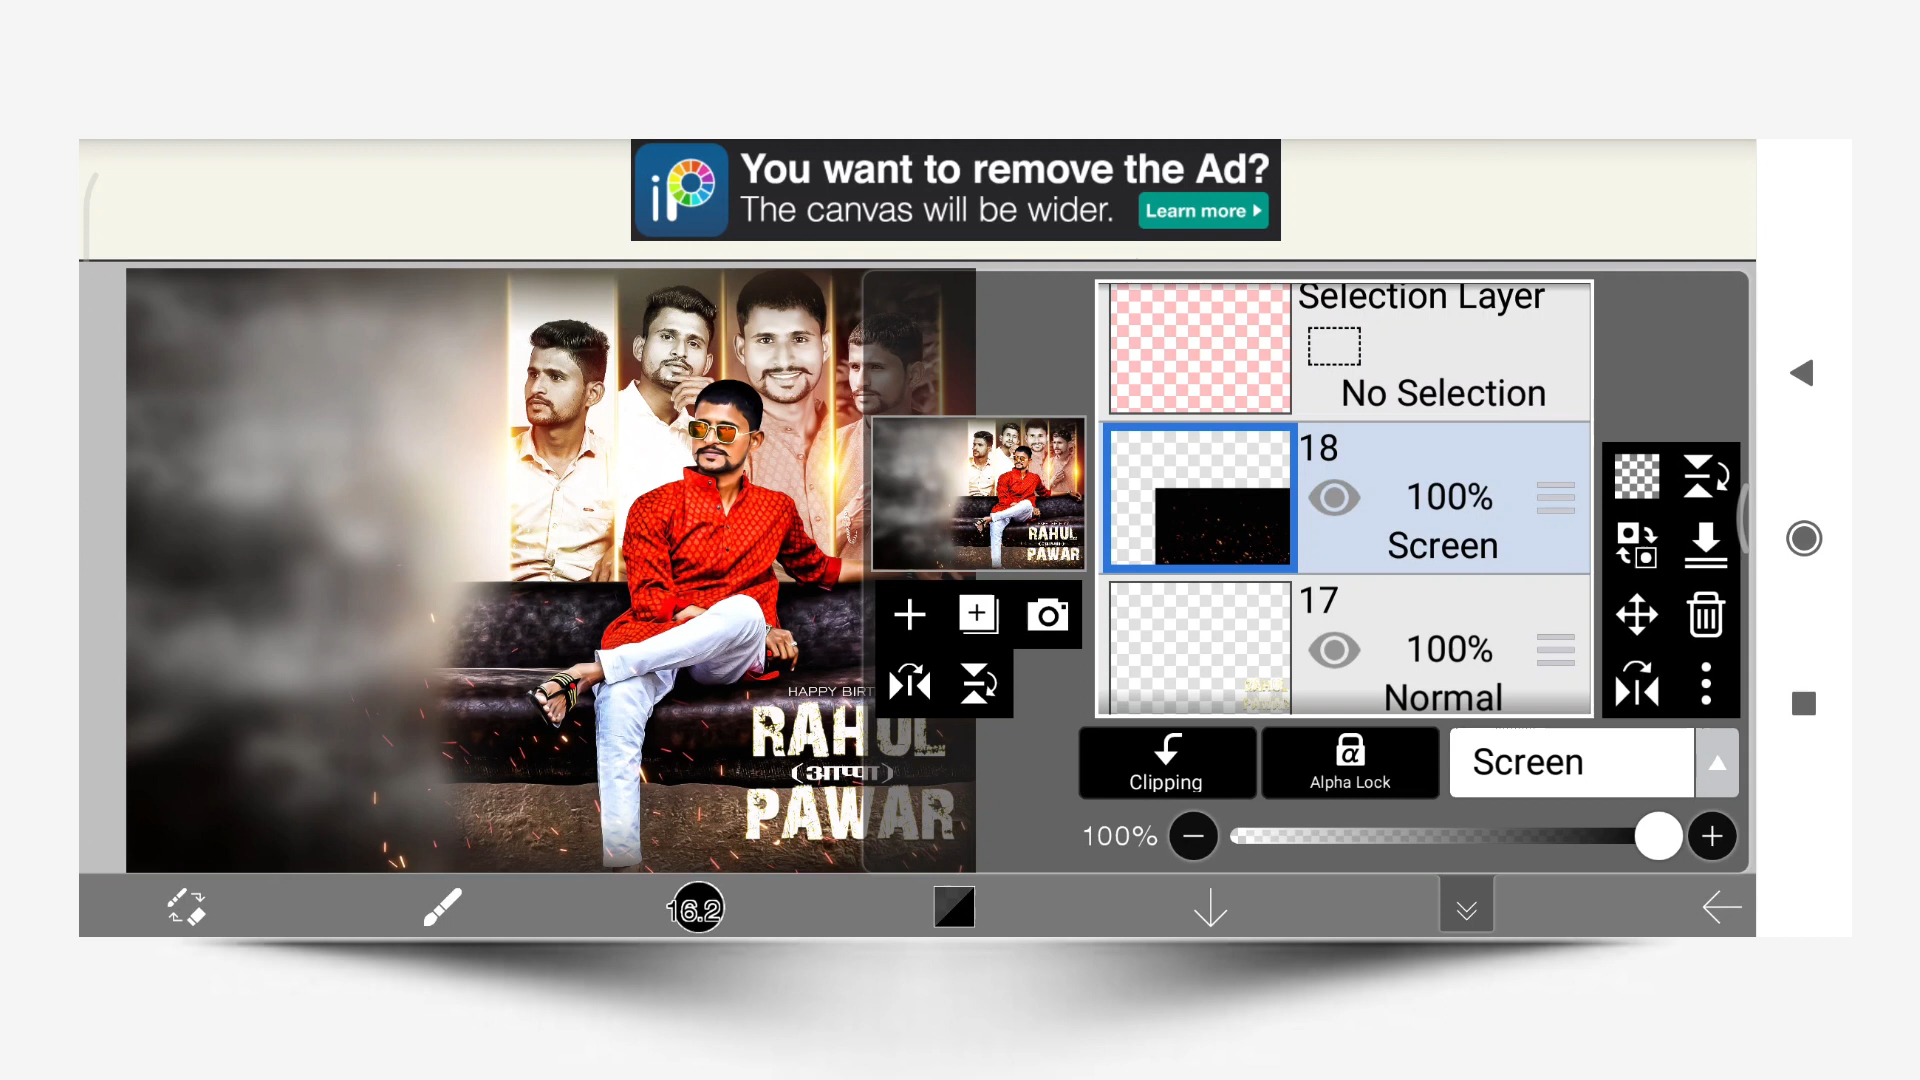 You want to remove the Ad?
The canvas will be wider.
Learn more
Selection Layer
No Selection
18
100%
Screen
17
100%
Normal
HAPPY BIRT
RAHUL
(आप्पा)
PAWAR
RAHUL
PAWAR
Clipping
Alpha Lock
Screen
100%
16.2